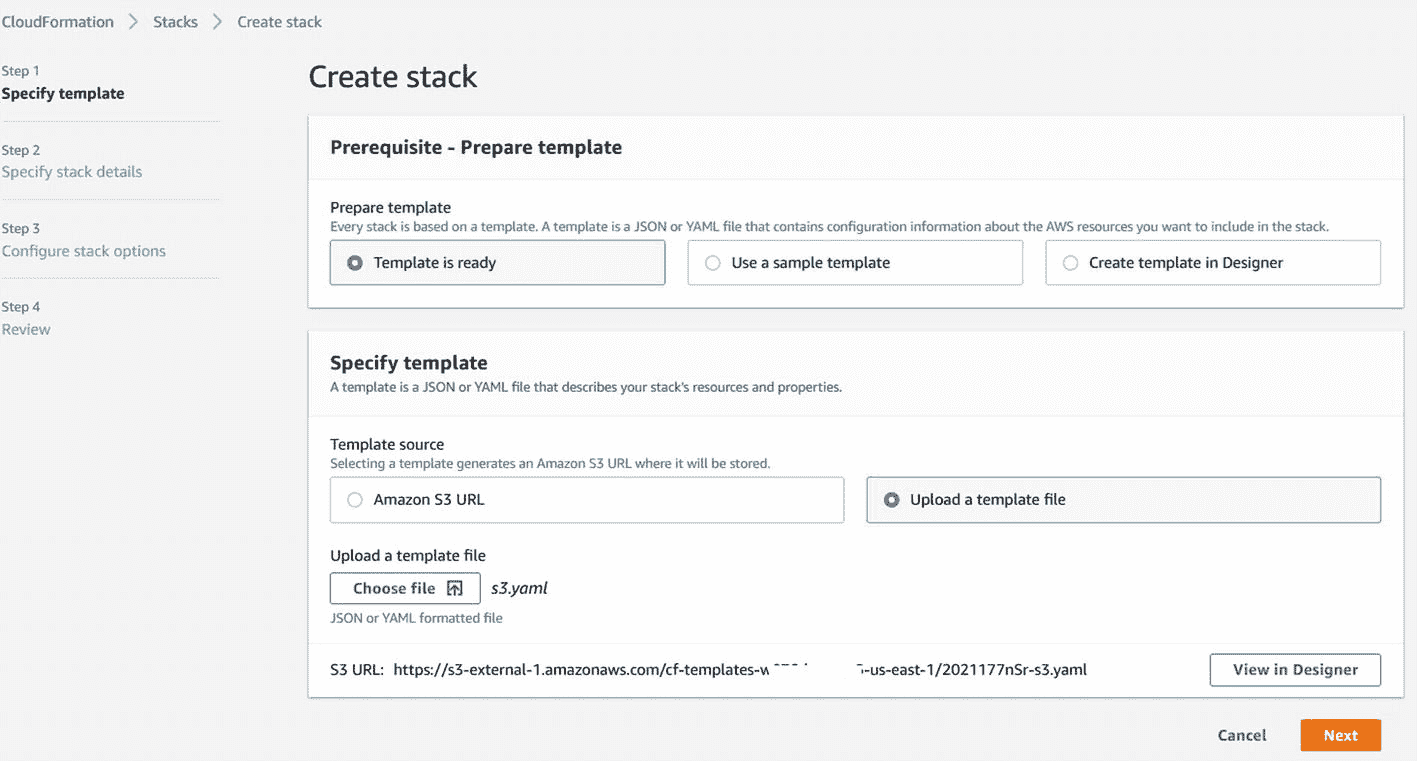 CloudFormation > Stacks > Create stack
Step 1
Specify template
Step 2
Specify stack details
Step 3
Configure stack options
Step 4
Review
Create stack
Prerequisite - Prepare template
Prepare template
Every stack is based on a template. A template is a JSON or YAML file that contains configuration information about the AWS resources you want to include in the stack.
Template is ready
Use a sample template
Create template in Designer
Specify template
A template is a JSON or YAML file that describes your stack's resources and properties.
Template source
Selecting a template generates an Amazon S3 URL where it will be stored.
Amazon S3 URL
Upload a template file
Upload a template file
Choose file s3.yaml
JSON or YAML formatted file
S3 URL: https://s3-external-1.amazonaws.com/cf-templates- -us-east-1/2021177nSr-s3.yaml
View in Designer
Cancel
Next